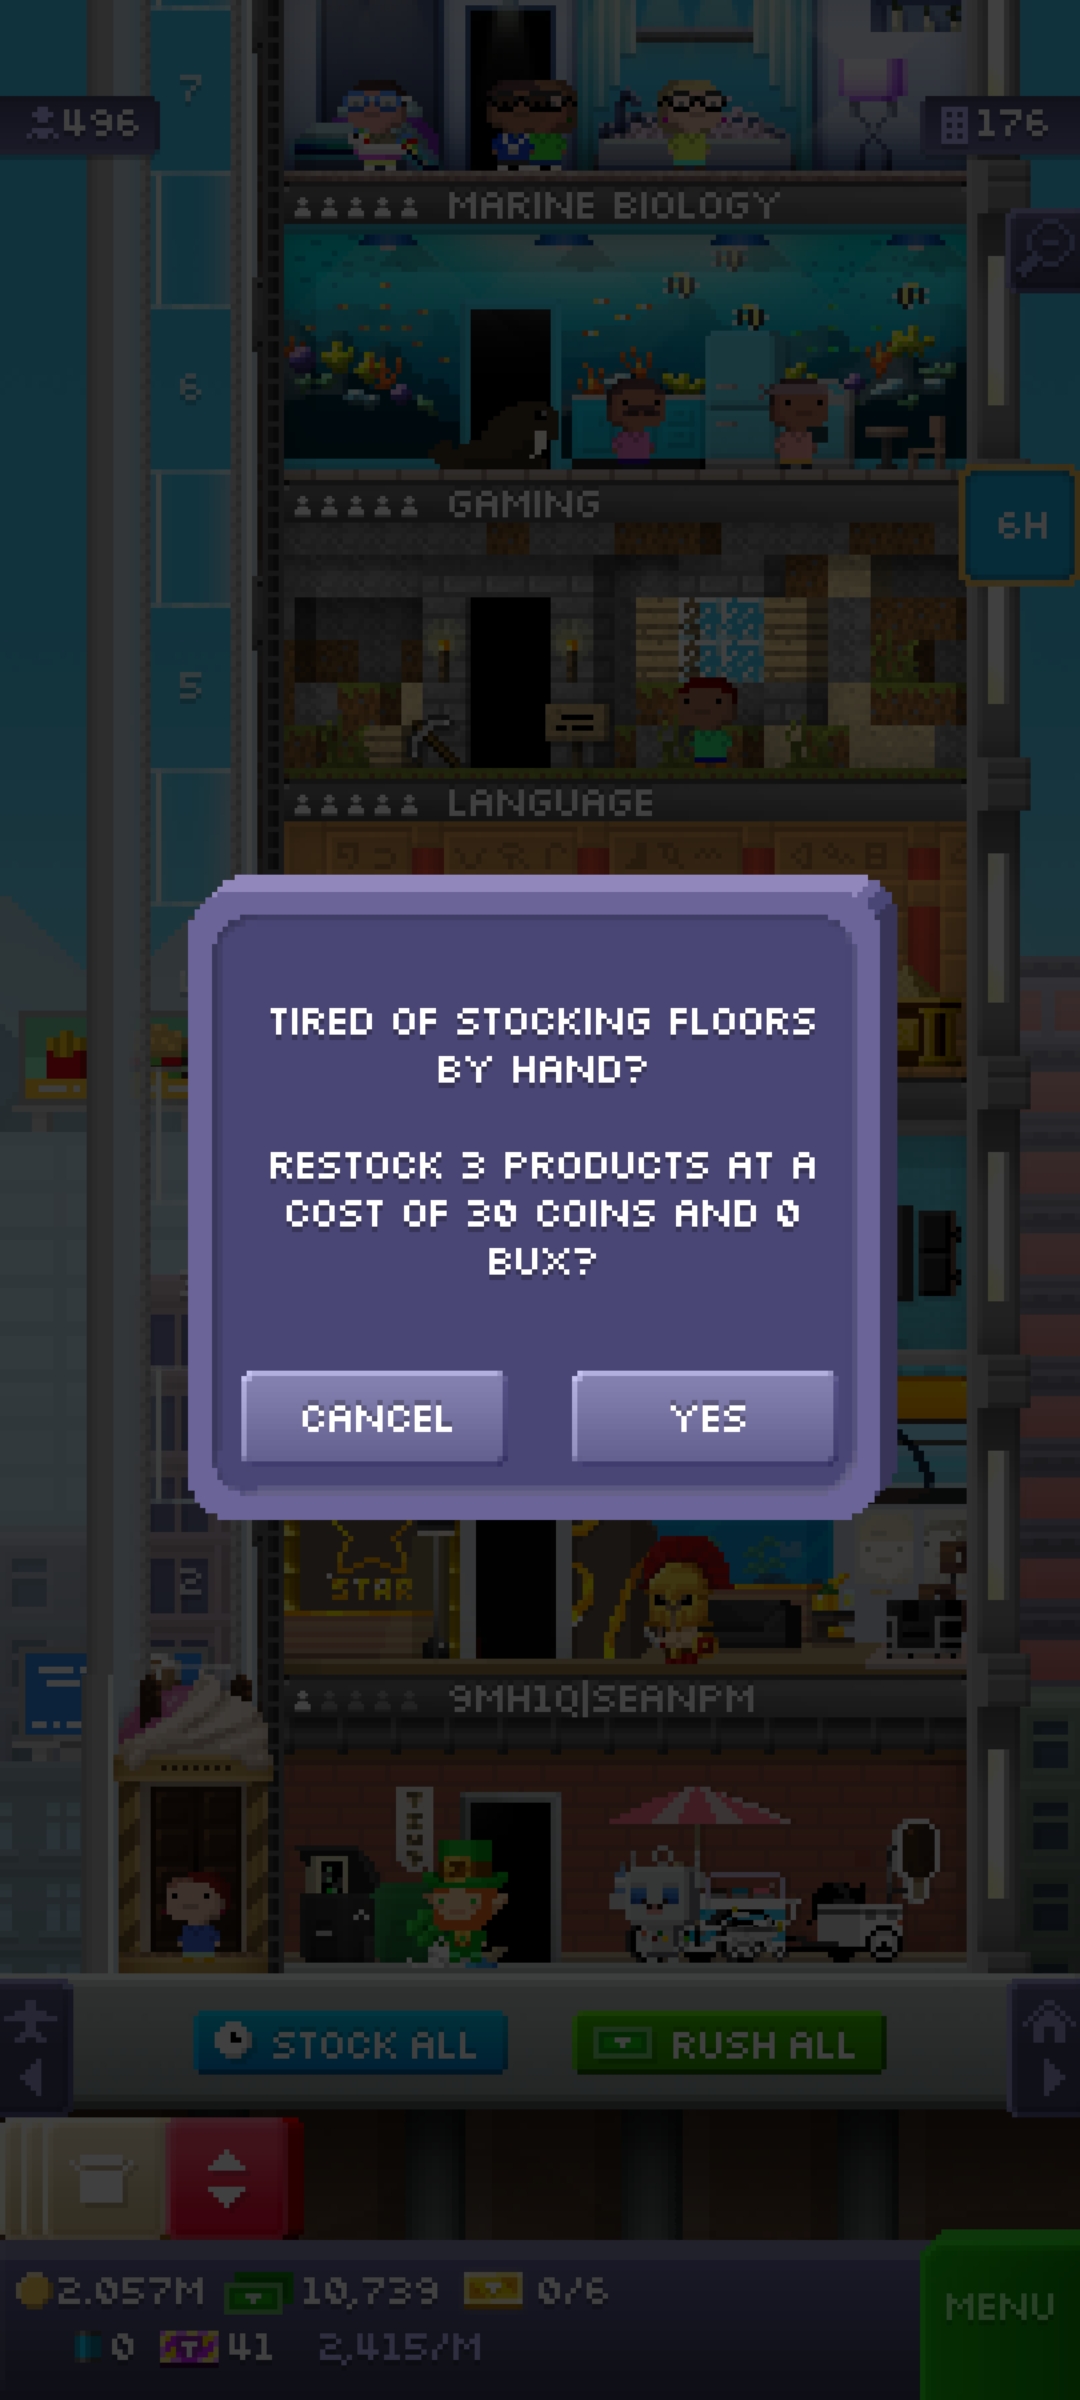 7
496
176
MARINE BIOLOGY
6
GAMING
6H
5
LANGUAGE
TIRED OF STOCKING FLOORS
BY HAND?
RESTOCK 3 PRODUCTS AT A
COST OF 30 COINS AND 0
BUX?
CANCEL
YES
STAR
2
9MH1Q|SEANPM
STOCK ALL
RUSH ALL
2.057M
10,739
0/6
MENU
0
T
41
2,415/M